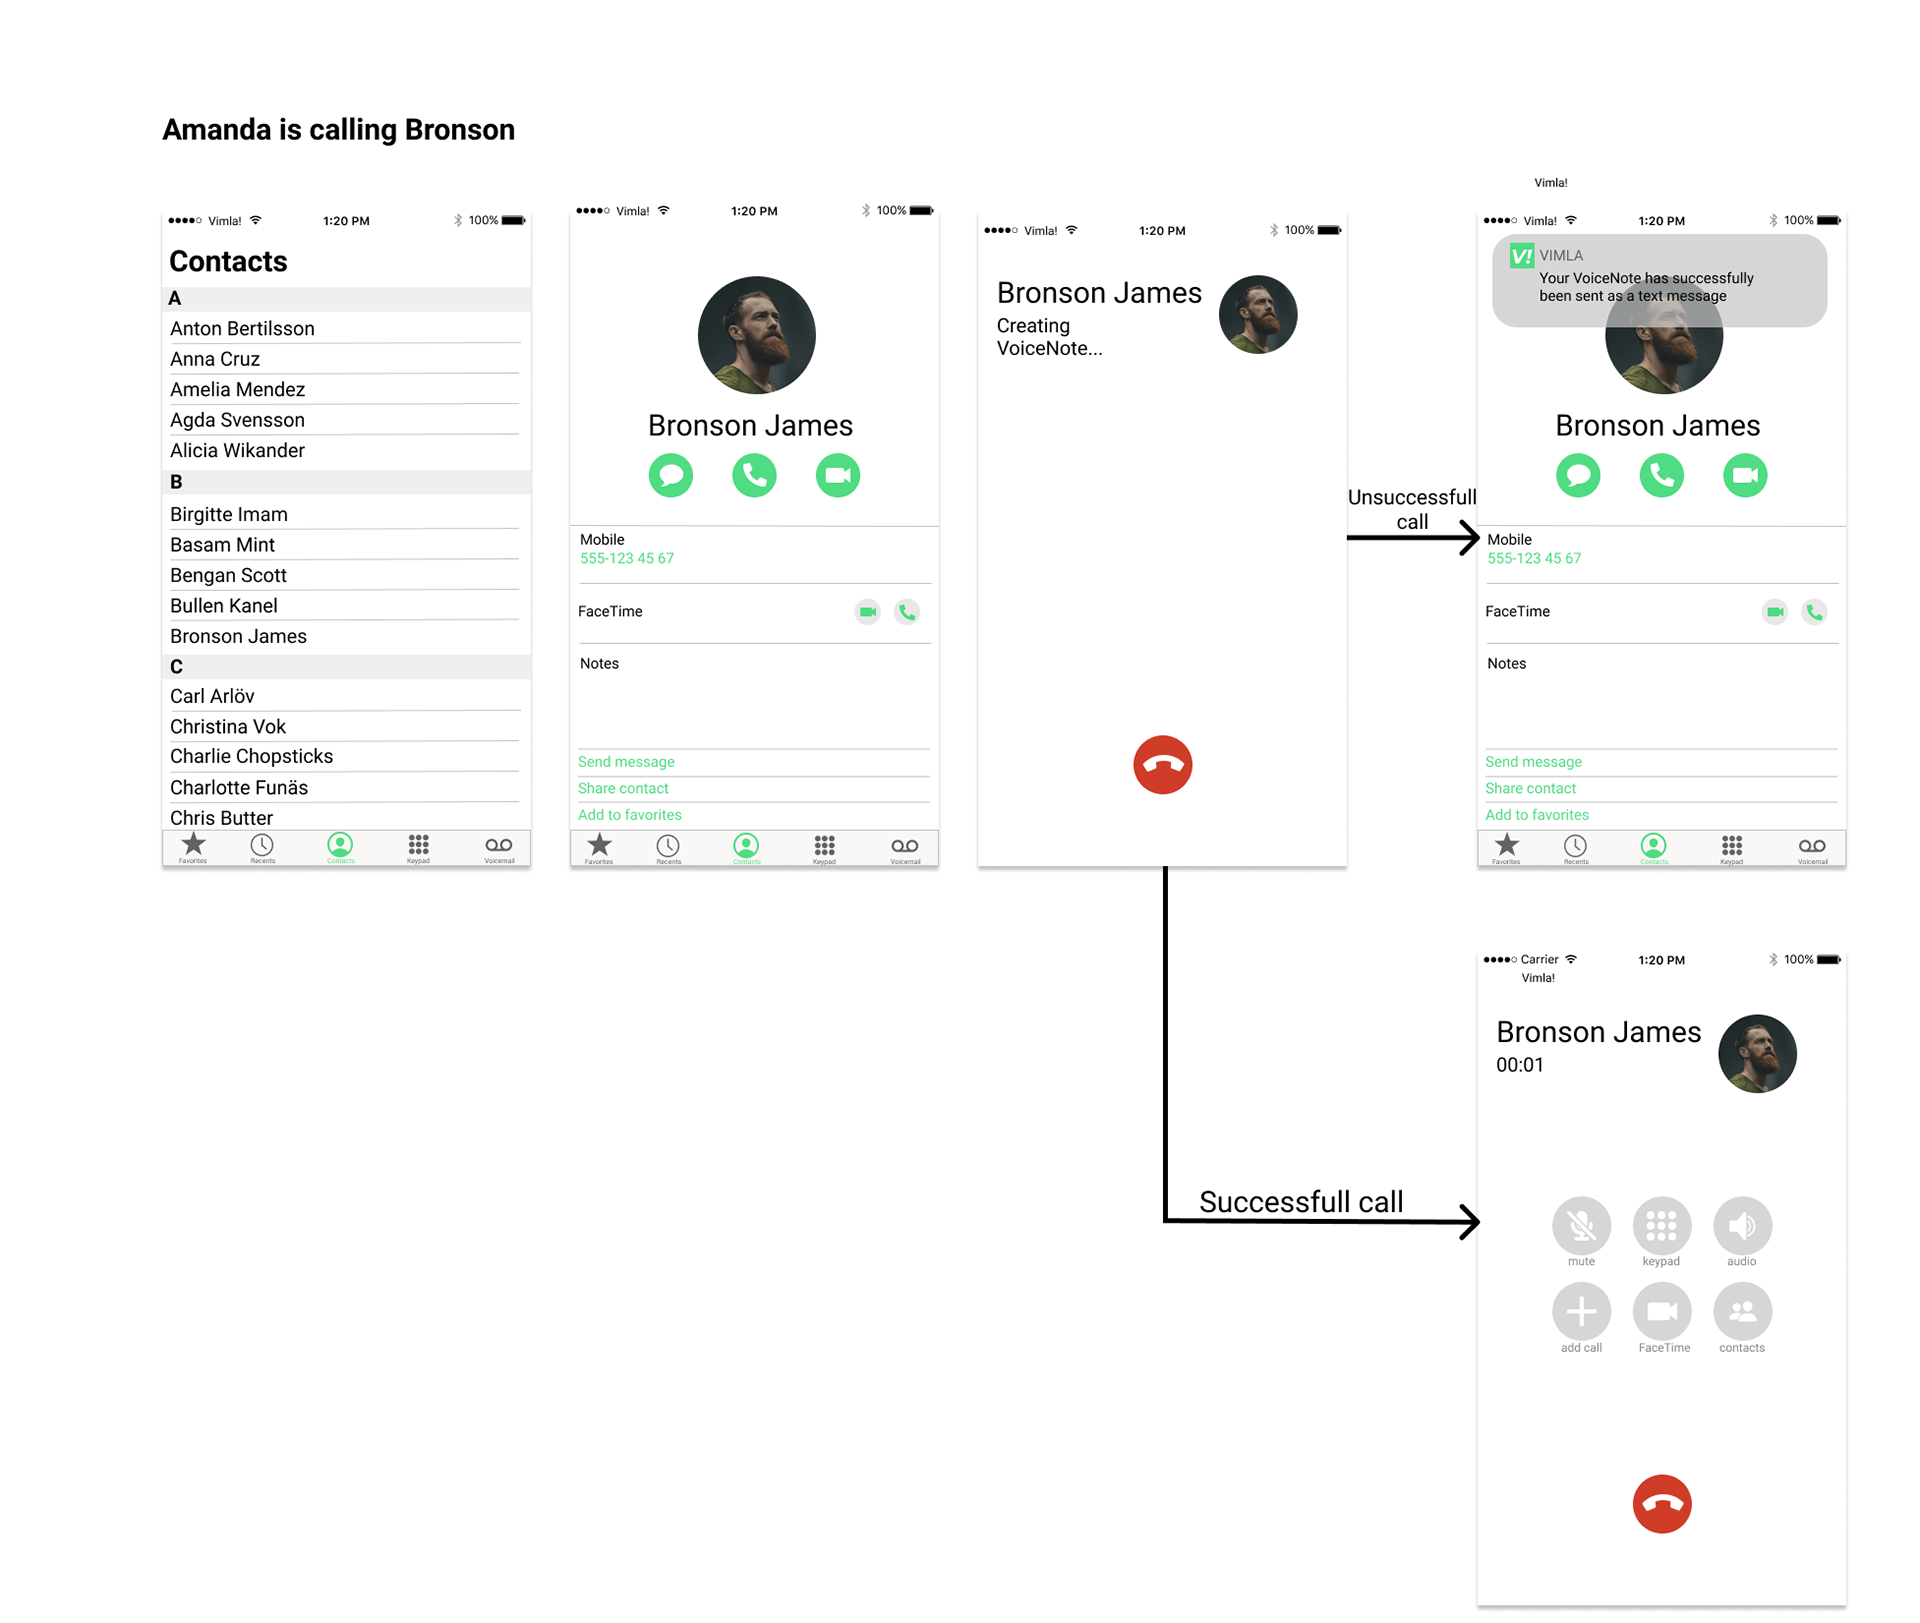 Amanda is calling Bronson
Vimla! 1:20 PM 100%
Contacts
A
Anton Bertilsson
Anna Cruz
Amelia Mendez
Agda Svensson
Alicia Wikander
B
Birgitte Imam
Basam Mint
Bengan Scott
Bullen Kanel
Bronson James
C
Carl Arlöv
Christina Vok
Charlie Chopsticks
Charlotte Funäs
Chris Butter
Favorites Recents Contacts Keypad Voicemail
Vimla! 1:20 PM 100%
Bronson James
Mobile
555-123 45 67
FaceTime
Notes
Send message
Share contact
Add to favorites
Favorites Recents Contacts Keypad Voicemail
Vimla! 1:20 PM 100%
Bronson James
Creating
VoiceNote...
Unsuccessfull
call
Vimla!
Vimla! 1:20 PM 100%
V! VIMLA
Your VoiceNote has successfully
been sent as a text message
Bronson James
Mobile
555-123 45 67
FaceTime
Notes
Send message
Share contact
Add to favorites
Favorites Recents Contacts Keypad Voicemail
Successfull call
Carrier 1:20 PM 100%
Vimla!
Bronson James
00:01
mute keypad audio
add call FaceTime contacts